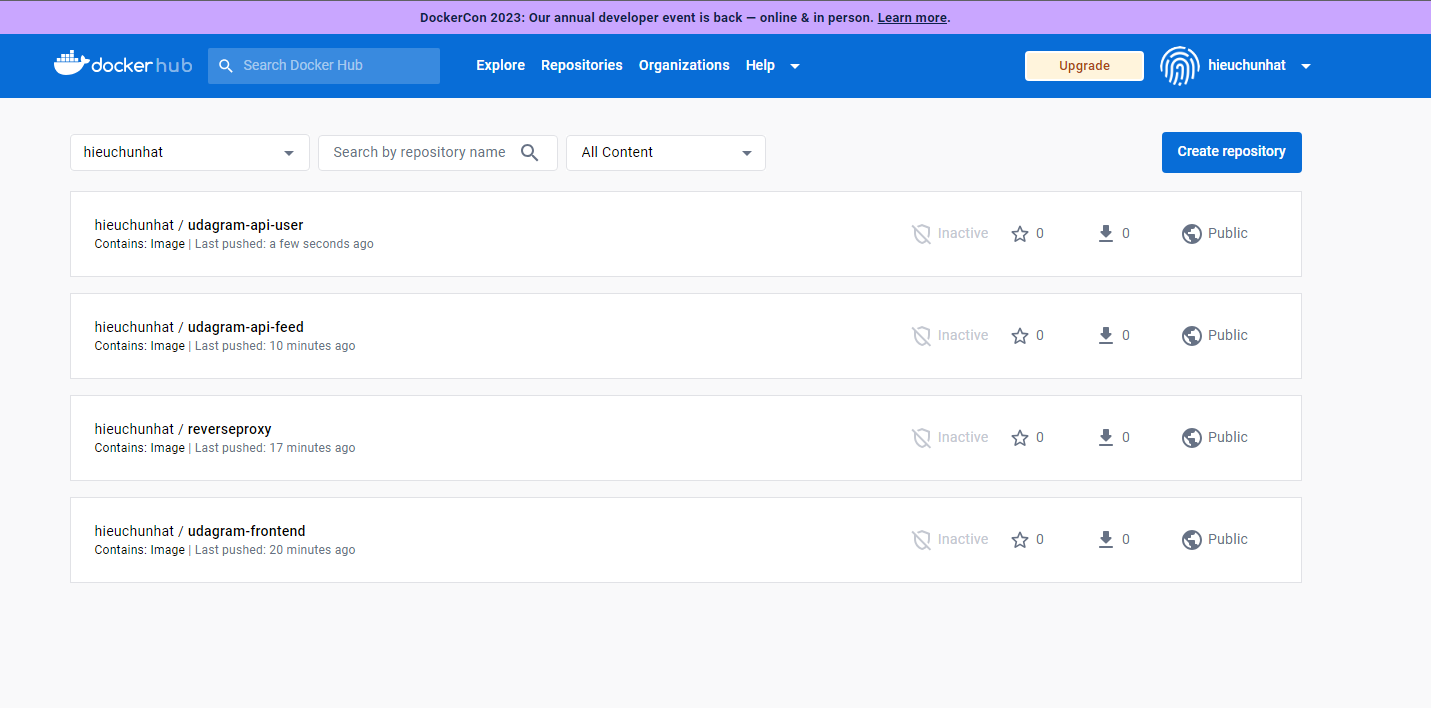 DockerCon 2023: Our annual developer event is back — online & in person. Learn more.
docker hub Search Docker Hub Explore Repositories Organizations Help Upgrade hieuchunhat
hieuchunhat Search by repository name All Content Create repository
hieuchunhat / udagram-api-user
Contains: Image | Last pushed: a few seconds ago
Inactive 0 0 Public
hieuchunhat / udagram-api-feed
Contains: Image | Last pushed: 10 minutes ago
Inactive 0 0 Public
hieuchunhat / reverseproxy
Contains: Image | Last pushed: 17 minutes ago
Inactive 0 0 Public
hieuchunhat / udagram-frontend
Contains: Image | Last pushed: 20 minutes ago
Inactive 0 0 Public